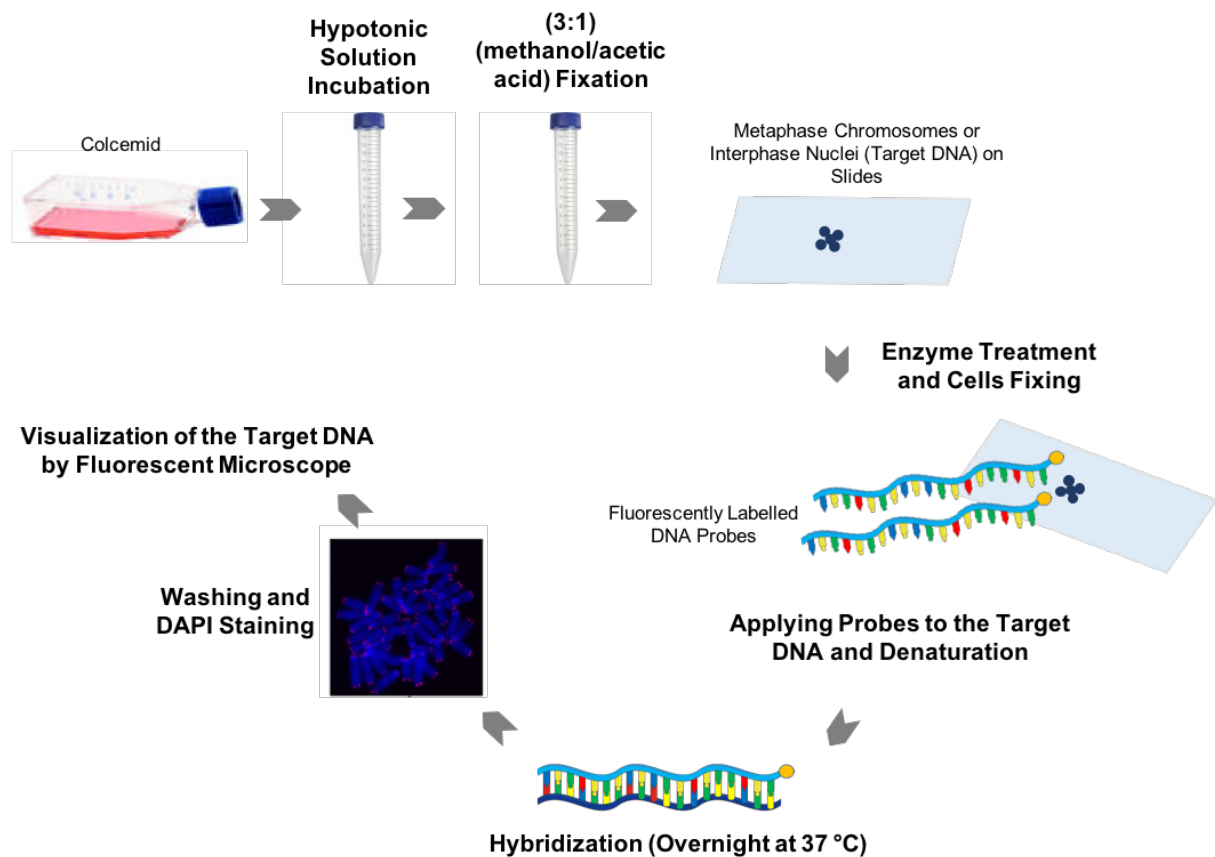 Colcemid
Hypotonic
Solution
Incubation
(3:1)
(methanol/acetic
acid) Fixation
Metaphase Chromosomes or
Interphase Nuclei (Target DNA) on
Slides
Enzyme Treatment
and Cells Fixing
Fluorescently Labelled
DNA Probes
Applying Probes to the Target
DNA and Denaturation
Hybridization (Overnight at 37 °C)
Washing and
DAPI Staining
Visualization of the Target DNA
by Fluorescent Microscope